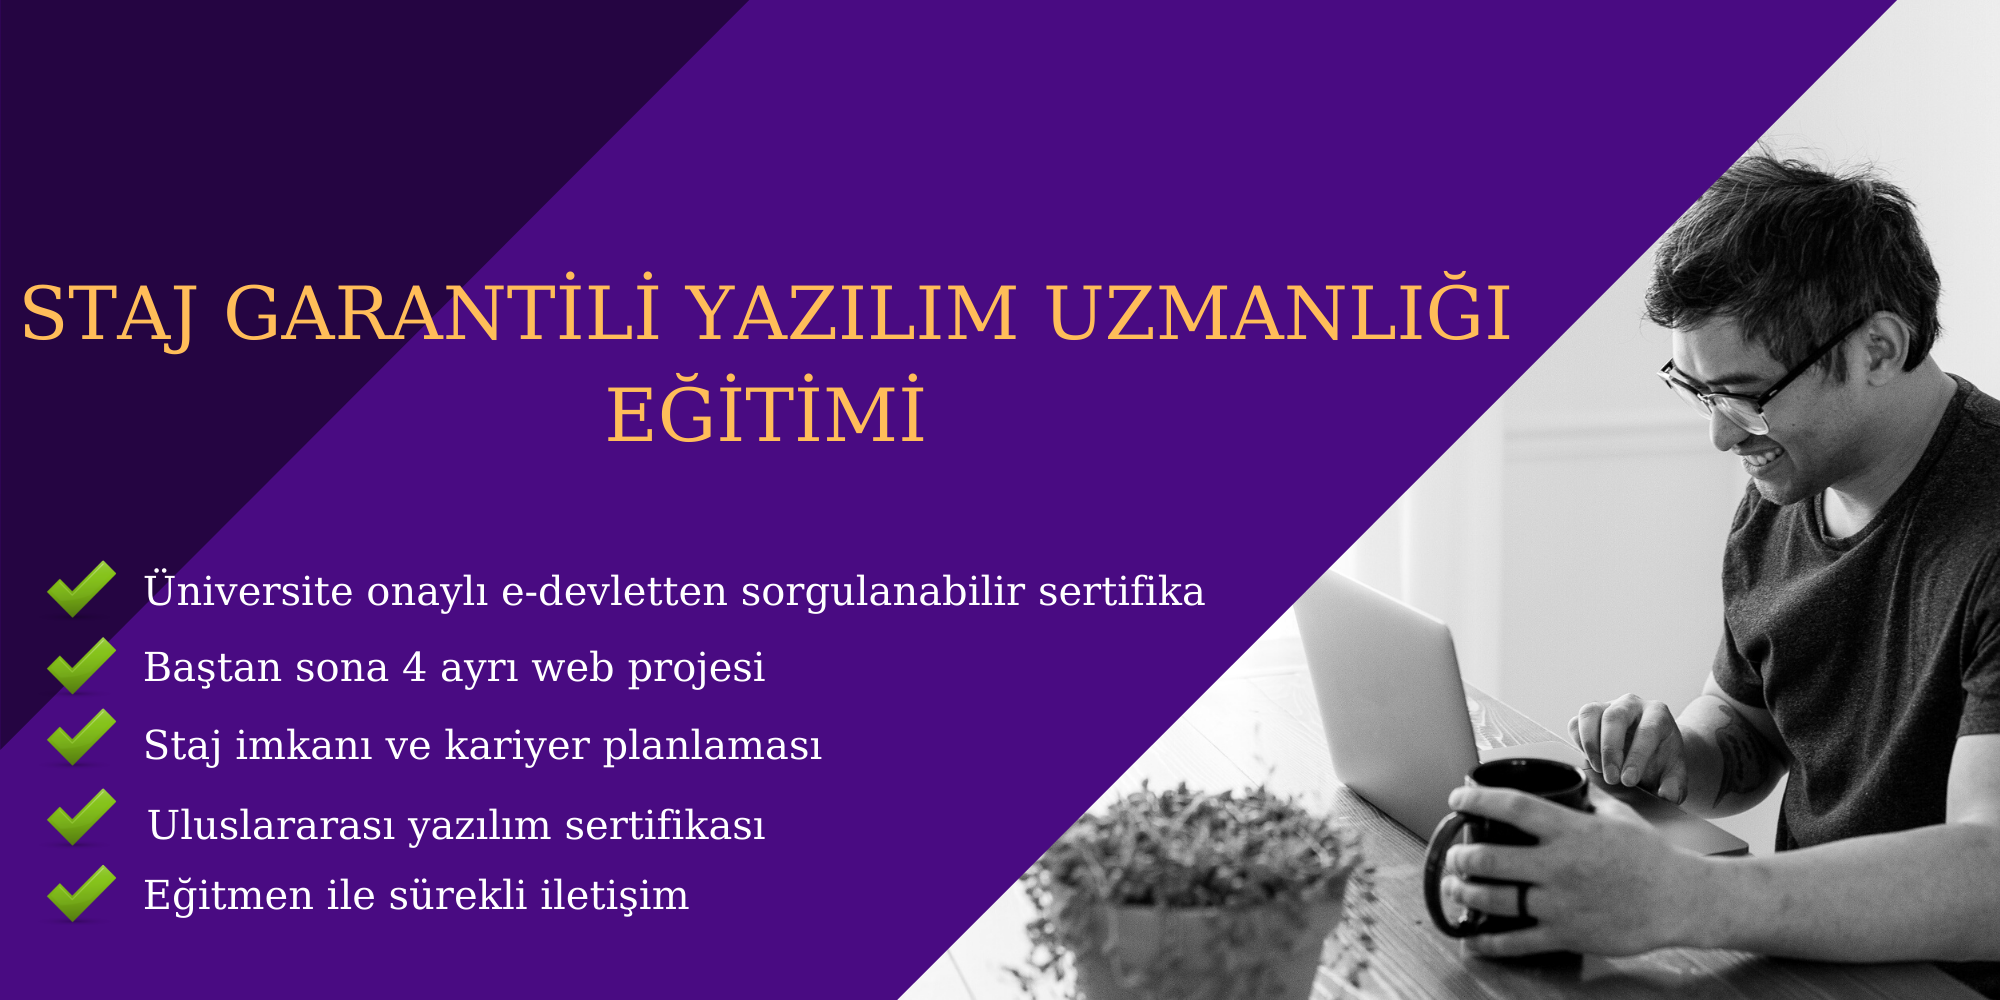 STAJ GARANTİLİ YAZILIM UZMANLIĞI
EĞİTİMİ
Üniversite onaylı e-devletten sorgulanabilir sertifika
Baştan sona 4 ayrı web projesi
Staj imkanı ve kariyer planlaması
Uluslararası yazılım sertifikası
Eğitmen ile sürekli iletişim